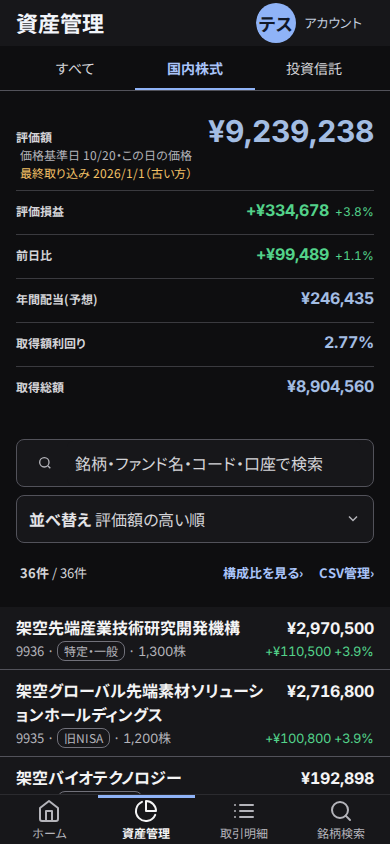 資産管理
テス アカウント
すべて 国内株式 投資信託
評価額 ¥9,239,238
価格基準日 10/20・この日の価格
最終取り込み 2026/1/1（古い方）
評価損益 +¥334,678 +3.8%
前日比 +¥99,489 +1.1%
年間配当(予想) ¥246,435
取得額利回り 2.77%
取得総額 ¥8,904,560
銘柄・ファンド名・コード・口座で検索
並べ替え 評価額の高い順
36件 / 36件 構成比を見る› CSV管理›
架空先端産業技術研究開発機構 ¥2,970,500
9936 · 特定・一般 · 1,300株 +¥110,500 +3.9%
架空グローバル先端素材ソリューシ ¥2,716,800
ョンホールディングス
9935 · 旧NISA · 1,200株 +¥100,800 +3.9%
架空バイオテクノロジー ¥192,898
ホーム 資産管理 取引明細 銘柄検索